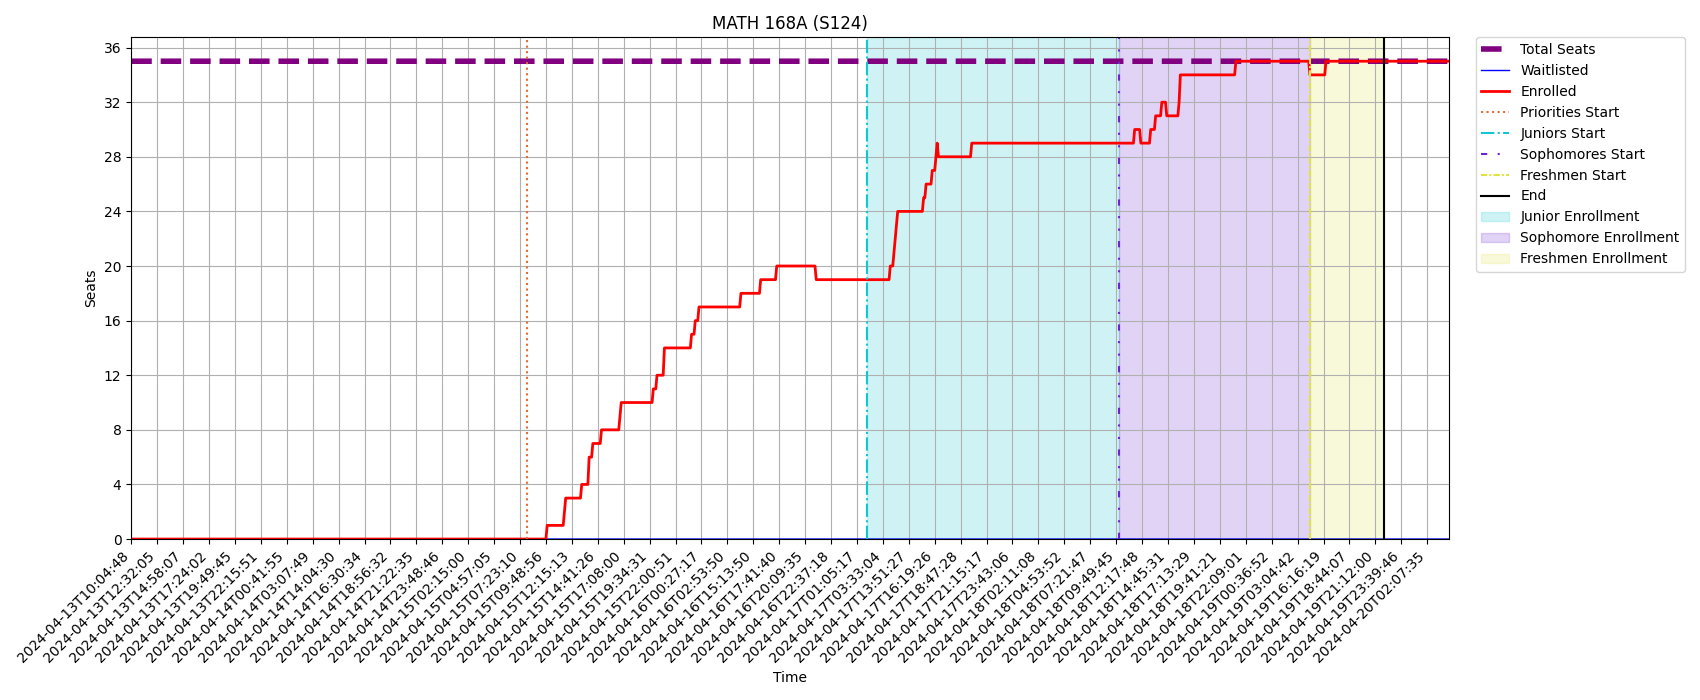 MATH 168A (S124)
36
32
28
24
20
16
12
8
4
0
Seats
2024-04-13T10:04:48
2024-04-13T12:32:05
2024-04-13T14:58:07
2024-04-13T17:24:02
2024-04-13T19:49:45
2024-04-13T22:15:51
2024-04-14T00:41:55
2024-04-14T03:07:49
2024-04-14T14:04:30
2024-04-14T16:30:34
2024-04-14T18:56:32
2024-04-14T21:22:35
2024-04-14T23:48:46
2024-04-15T02:15:00
2024-04-15T04:57:05
2024-04-15T07:23:10
2024-04-15T09:48:56
2024-04-15T12:15:13
2024-04-15T14:41:26
2024-04-15T17:08:00
2024-04-15T19:34:31
2024-04-15T22:00:51
2024-04-16T00:27:17
2024-04-16T02:53:50
2024-04-16T15:13:50
2024-04-16T17:41:40
2024-04-16T20:09:35
2024-04-16T22:37:18
2024-04-17T01:05:17
2024-04-17T03:33:04
2024-04-17T13:51:27
2024-04-17T16:19:26
2024-04-17T18:47:28
2024-04-17T21:15:17
2024-04-17T23:43:06
2024-04-18T02:11:08
2024-04-18T04:53:52
2024-04-18T07:21:47
2024-04-18T09:49:45
2024-04-18T12:17:48
2024-04-18T14:45:31
2024-04-18T17:13:29
2024-04-18T19:41:21
2024-04-18T22:09:01
2024-04-19T00:36:52
2024-04-19T03:04:42
2024-04-19T16:16:19
2024-04-19T18:44:07
2024-04-19T21:12:00
2024-04-19T23:39:46
2024-04-20T02:07:35
Time
Total Seats
Waitlisted
Enrolled
Priorities Start
Juniors Start
Sophomores Start
Freshmen Start
End
Junior Enrollment
Sophomore Enrollment
Freshmen Enrollment